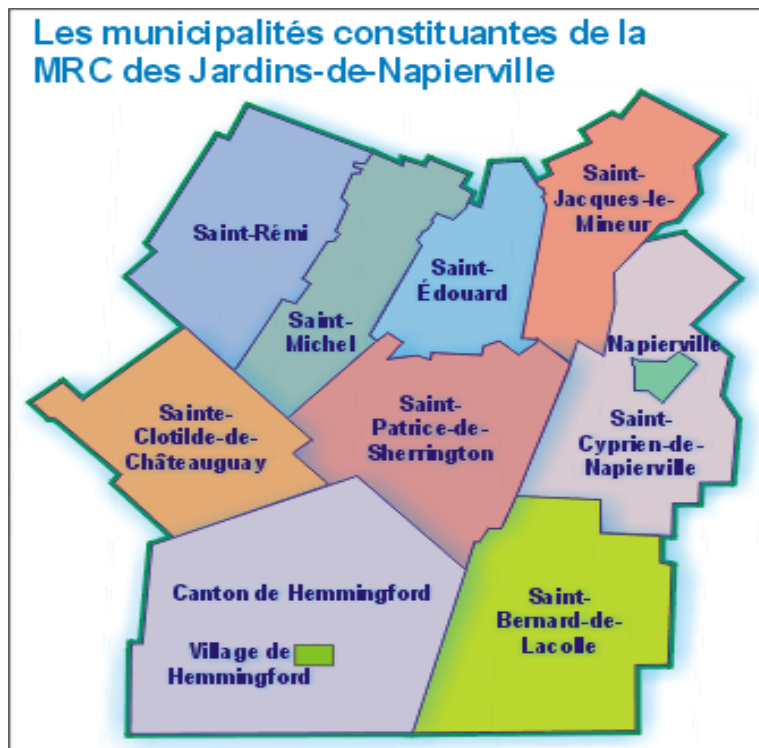 Les municipalités constituantes de la
MRC des Jardins-de-Napierville
Saint-Rémi
Saint-
Michel
Saint-
Édouard
Saint-
Jacques-le-
Mineur
Napierville
Saint-
Cyprien-de-
Napierville
Sainte-
Clotilde-de-
Châteauguay
Saint-
Patrice-de-
Sherrington
Canton de Hemmingford
Village de
Hemmingford
Saint-
Bernard-de-
Lacolle